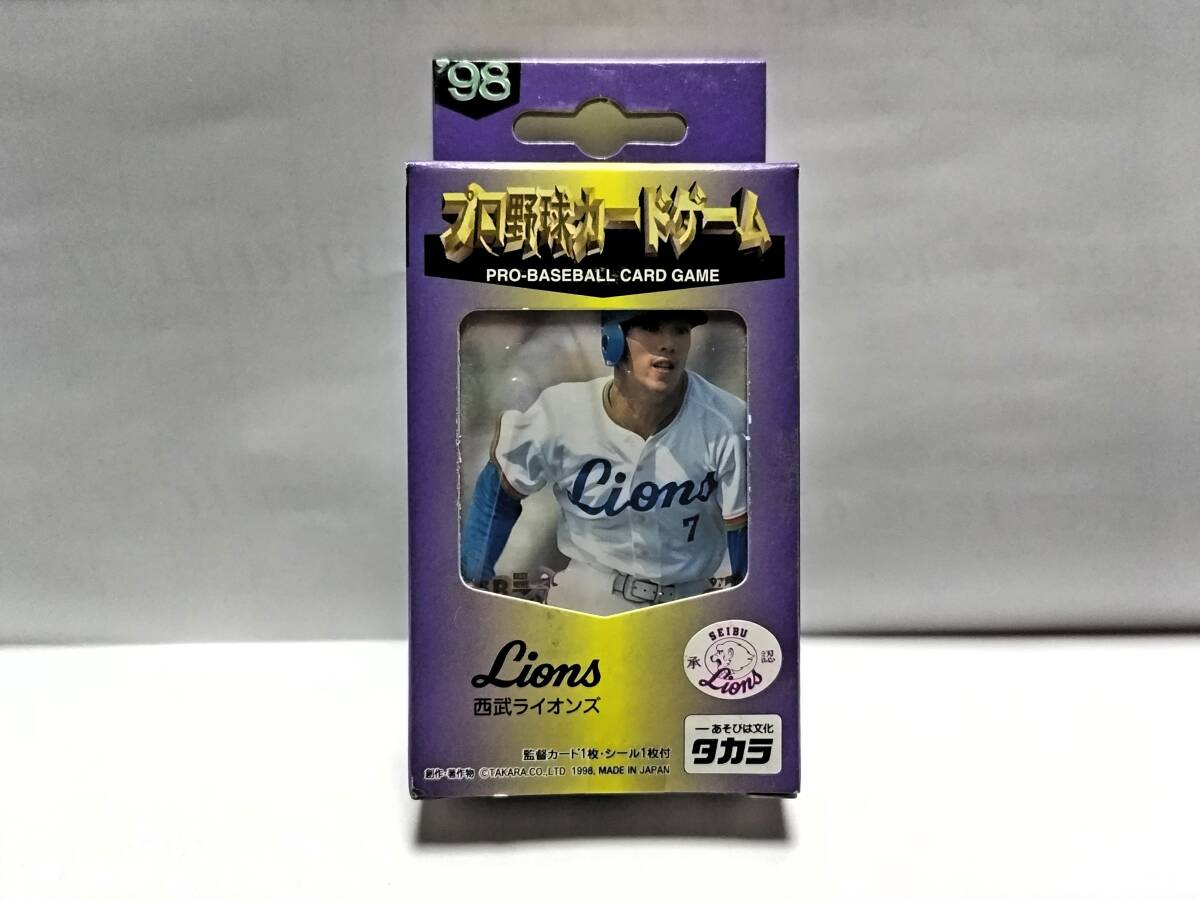 '98
プロ野球カードゲーム
PRO-BASEBALL CARD GAME
Lions
7
Lions
西武ライオンズ
SEIBU
承認
Lions
監督カード1枚・シール1枚付
創作・著作物 ©TAKARA.CO.,LTD 1998, MADE IN JAPAN
あそびは文化
タカラ